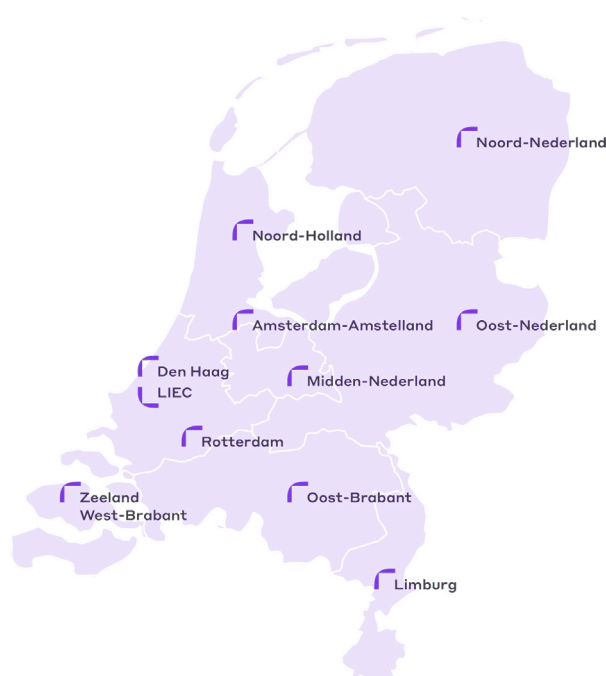 Noord-Nederland
Noord-Holland
Amsterdam-Amstelland
Oost-Nederland
Den Haag
LIEC
Midden-Nederland
Rotterdam
Zeeland
West-Brabant
Oost-Brabant
Limburg